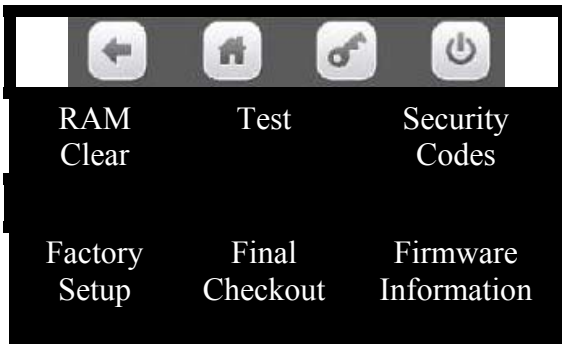 RAM Test Security
Clear Codes
Factory Final Firmware
Setup Checkout Information